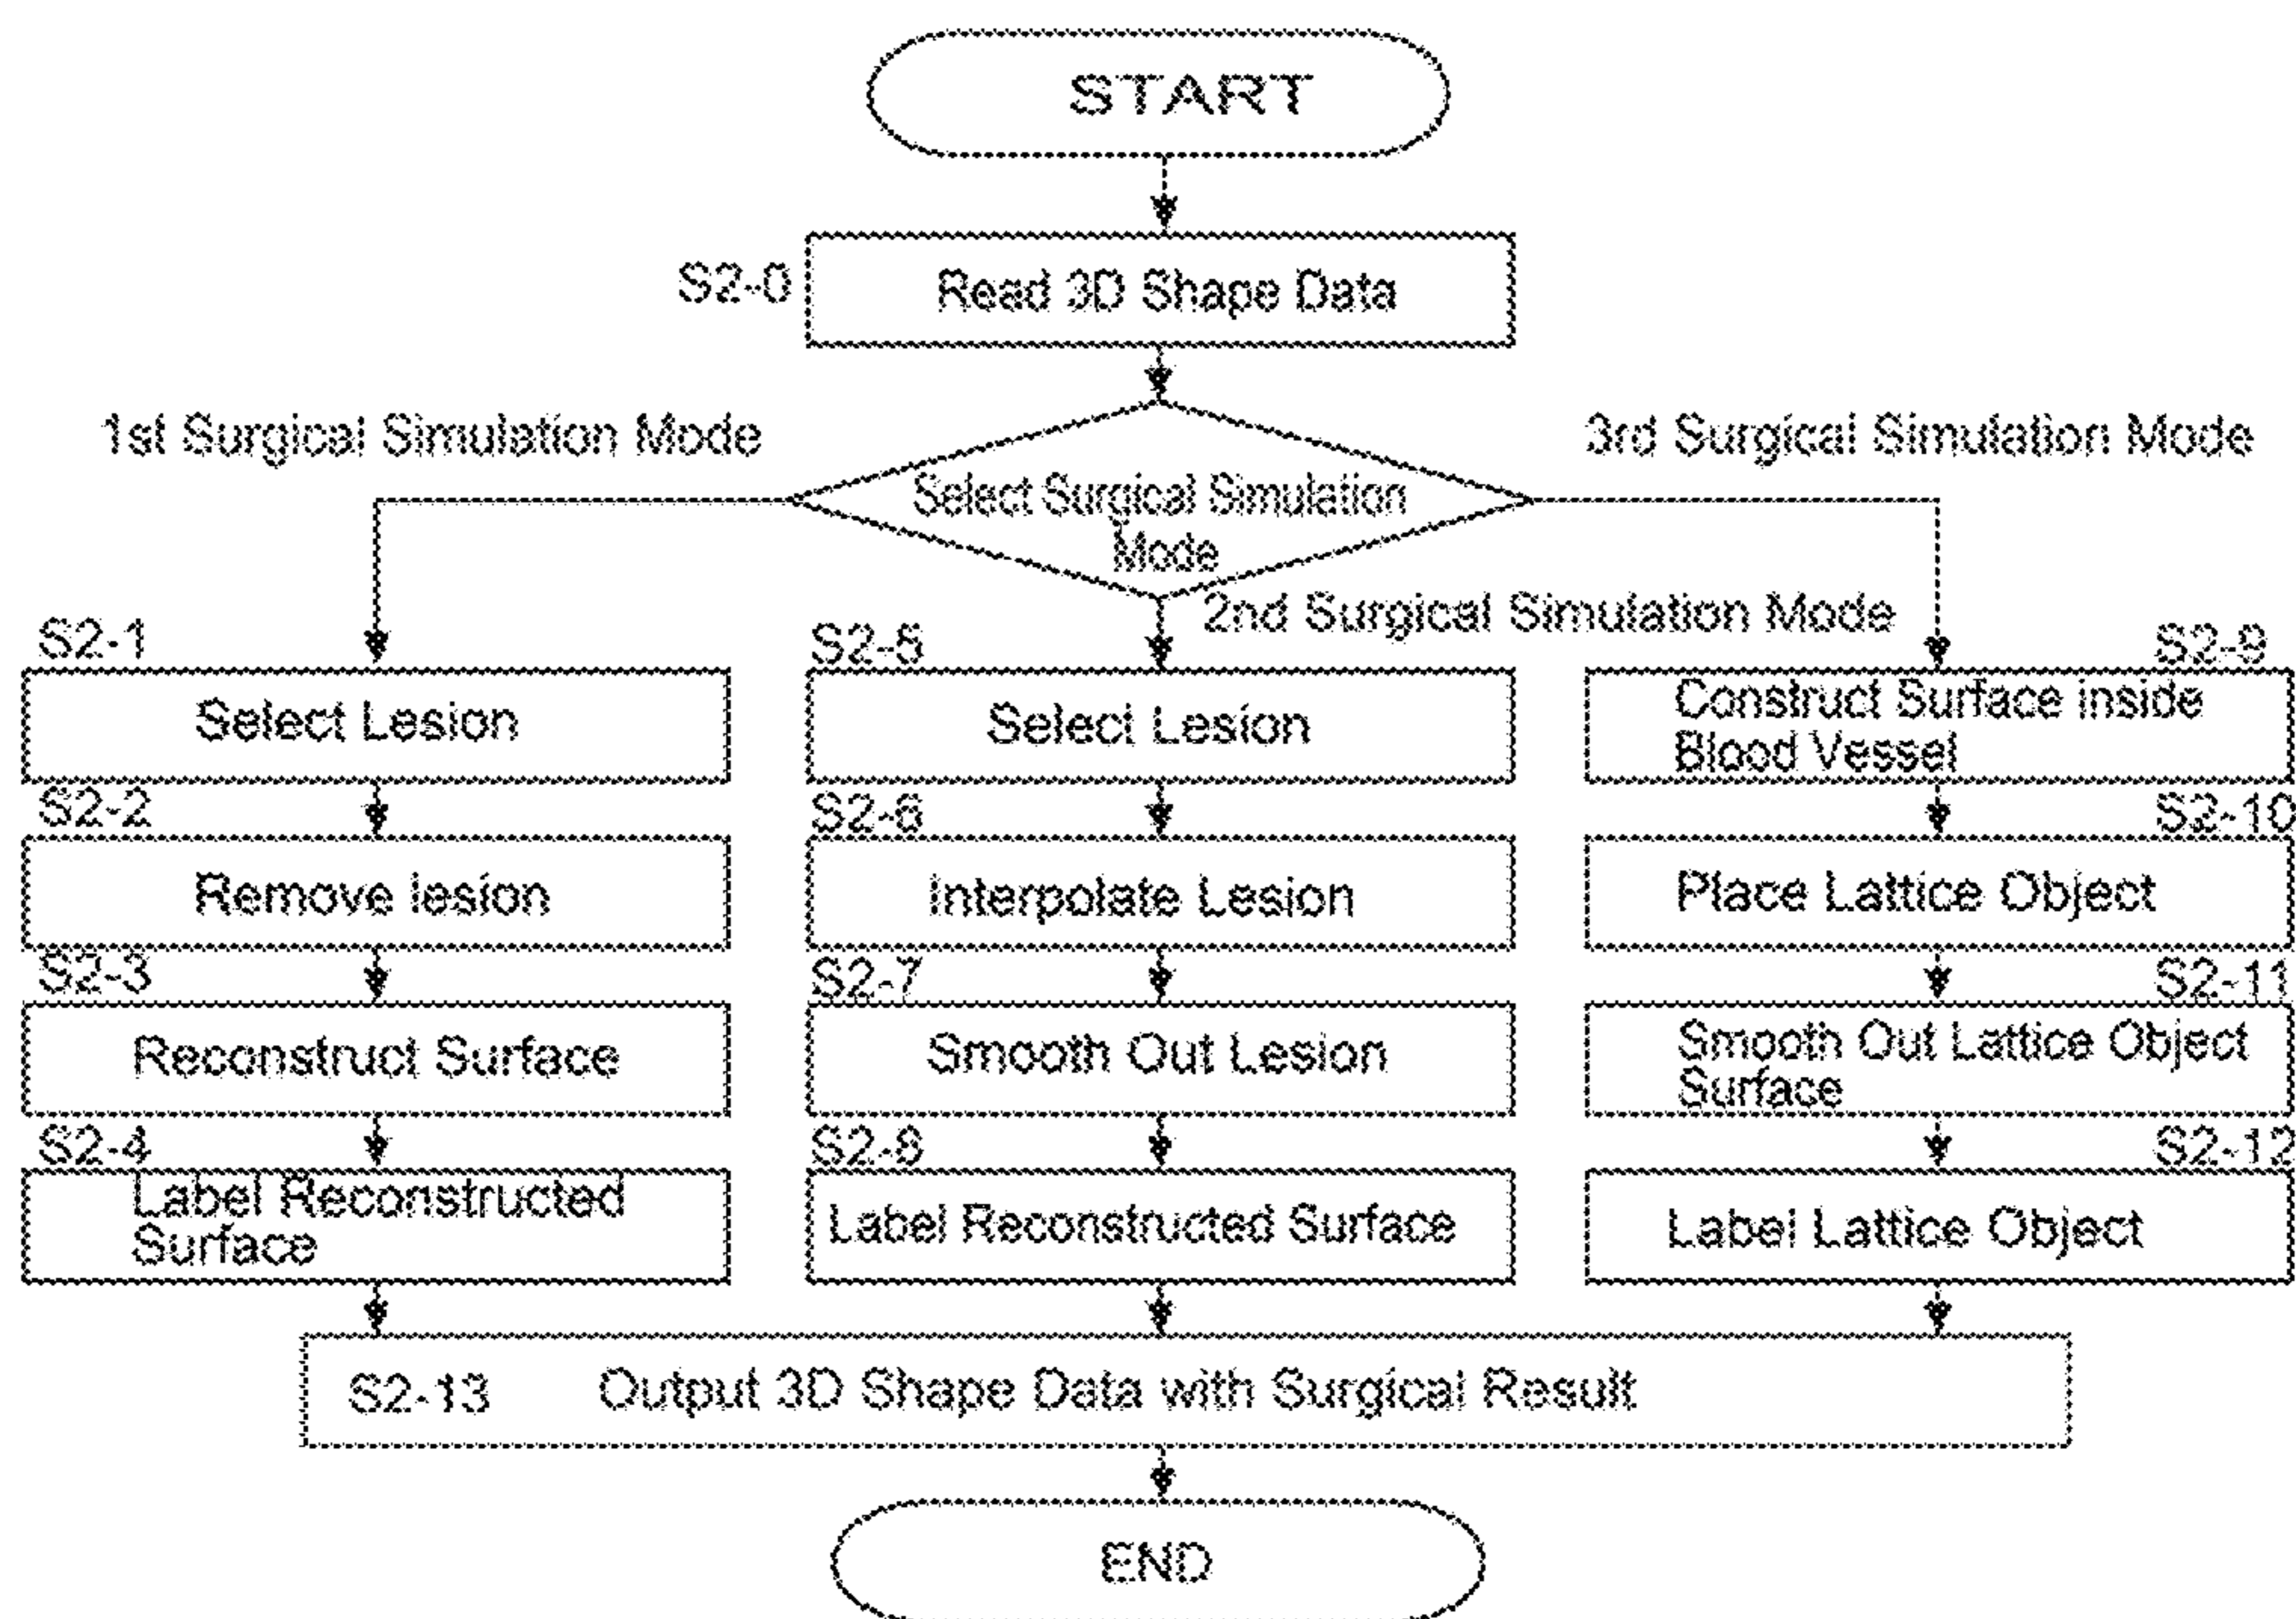 START
S2-0
Read 3D Shape Data
1st Surgical Simulation Mode
3rd Surgical Simulation Mode
Select Surgical Simulation
Mode
2nd Surgical Simulation Mode
S2-1
Select Lesion
S2-2
Remove lesion
S2-3
Reconstruct Surface
S2-4
Label Reconstructed
Surface
S2-5
Select Lesion
S2-6
Interpolate Lesion
S2-7
Smooth Out Lesion
S2-8
Label Reconstructed Surface
S2-9
Construct Surface inside
Blood Vessel
S2-10
Place Lattice Object
S2-11
Smooth Out Lattice Object
Surface
S2-12
Label Lattice Object
S2-13 Output 3D Shape Data with Surgical Result
END